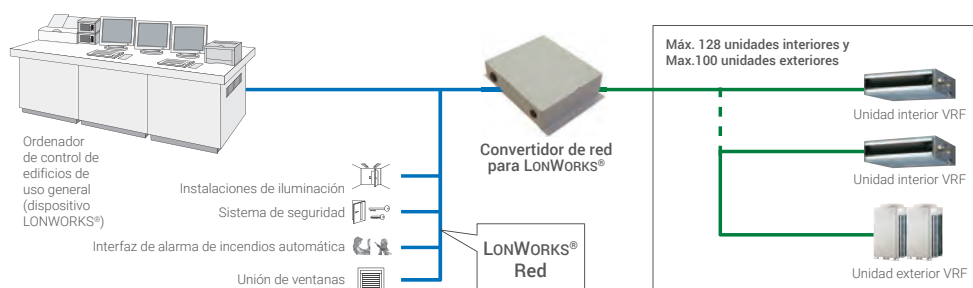 Ordenador
de control de
edificios de
uso general
(dispositivo
LONWORKS®)
Instalaciones de iluminación
Sistema de seguridad
Interfaz de alarma de incendios automática
Unión de ventanas
LONWORKS®
Red
Convertidor de red
para LONWORKS®
Máx. 128 unidades interiores y
Max.100 unidades exteriores
Unidad interior VRF
Unidad interior VRF
Unidad exterior VRF